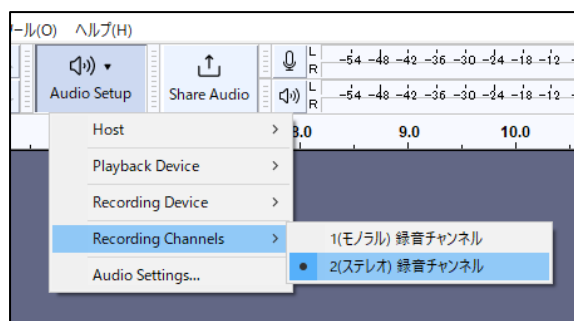 ール(O) ヘルプ(H)
Audio Setup
Share Audio
L
R
-54 -48 -42 -36 -30 -24 -18 -12
L
R
-54 -48 -42 -36 -30 -24 -18 -12
8.0 9.0 10.0
Host
Playback Device
Recording Device
Recording Channels
1(モノラル) 録音チャンネル
2(ステレオ) 録音チャンネル
Audio Settings...